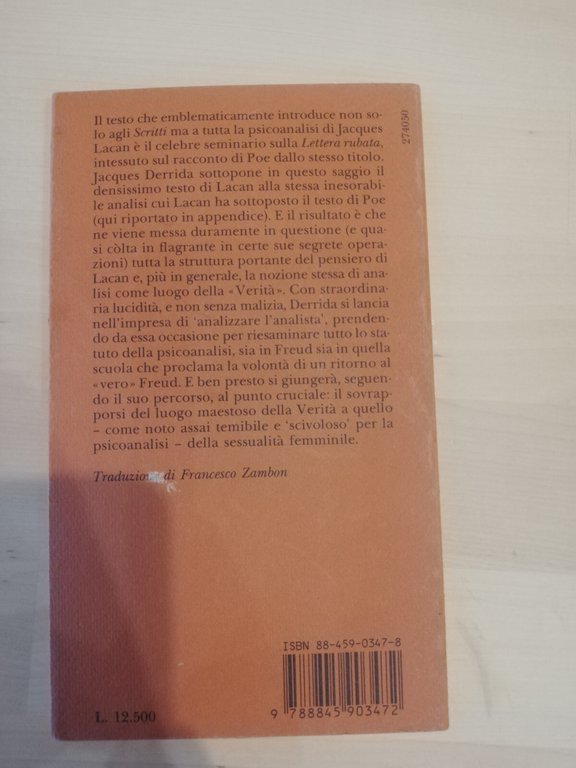 Il testo che emblematicamente introduce non so-
lo agli Scritti ma a tutta la psicoanalisi di Jacques
Lacan è il celebre seminario sulla Lettera rubata,
intessuto sul racconto di Poe dallo stesso titolo.
Jacques Derrida sottopone in questo saggio il
densissimo testo di Lacan alla stessa inesorabi-
le analisi cui Lacan ha sottoposto il testo di Poe
(qui riportato in appendice). E il risultato è che
ne viene messa duramente in questione (e qua-
si còlta in flagrante in certe sue segrete opera-
zioni) tutta la struttura portante del pensiero di
Lacan e, più in generale, la nozione stessa di ana-
lisi come luogo della «Verità». Con straordina-
ria lucidità, e non senza malizia, Derrida si lancia
nell'impresa di 'analizzare l'analista', prenden-
do da essa occasione per riesaminare tutto lo sta-
tuto della psicoanalisi, sia in Freud sia in quella
scuola che proclama la volontà di un ritorno al
«vero» Freud. E ben presto si giungerà, seguen-
do il suo percorso, al punto cruciale: il sovrap-
porsi del luogo maestoso della Verità a quello
– come noto assai temibile e 'scivoloso' per la
psicoanalisi – della sessualità femminile.
Traduzione di Francesco Zambon
274050
ISBN 88-459-0347-8
9 788845 903472
L. 12.500